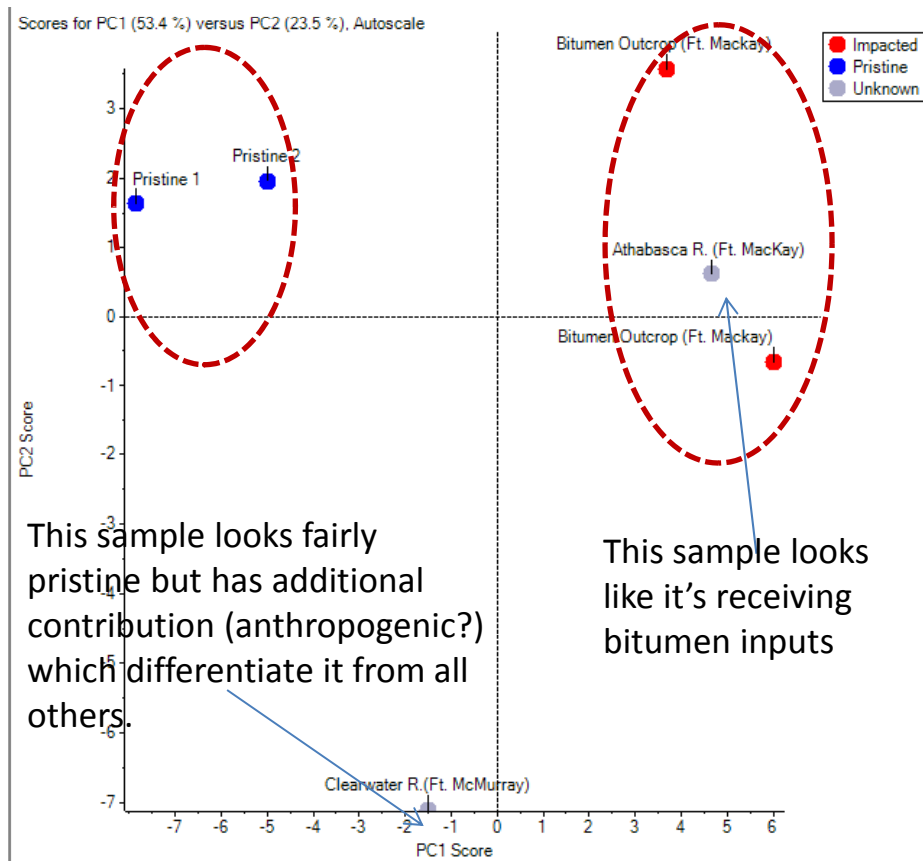 Scores for PC1 (53.4 %) versus PC2 (23.5 %), Autoscale
Bitumen Outcrop (Ft. Mackay)
Impacted
Pristine
Unknown
Pristine 2
Pristine 1
Athabasca R. (Ft. MacKay)
Bitumen Outcrop (Ft. Mackay)
PC2 Score
3
2
1
0
-1
-2
-3
-4
-5
-6
-7
This sample looks fairly
pristine but has additional
contribution (anthropogenic?)
which differentiate it from all
others.
This sample looks
like it’s receiving
bitumen inputs
Clearwater R.(Ft. McMurray)
-7 -6 -5 -4 -3 -2 -1 0 1 2 3 4 5 6
PC1 Score